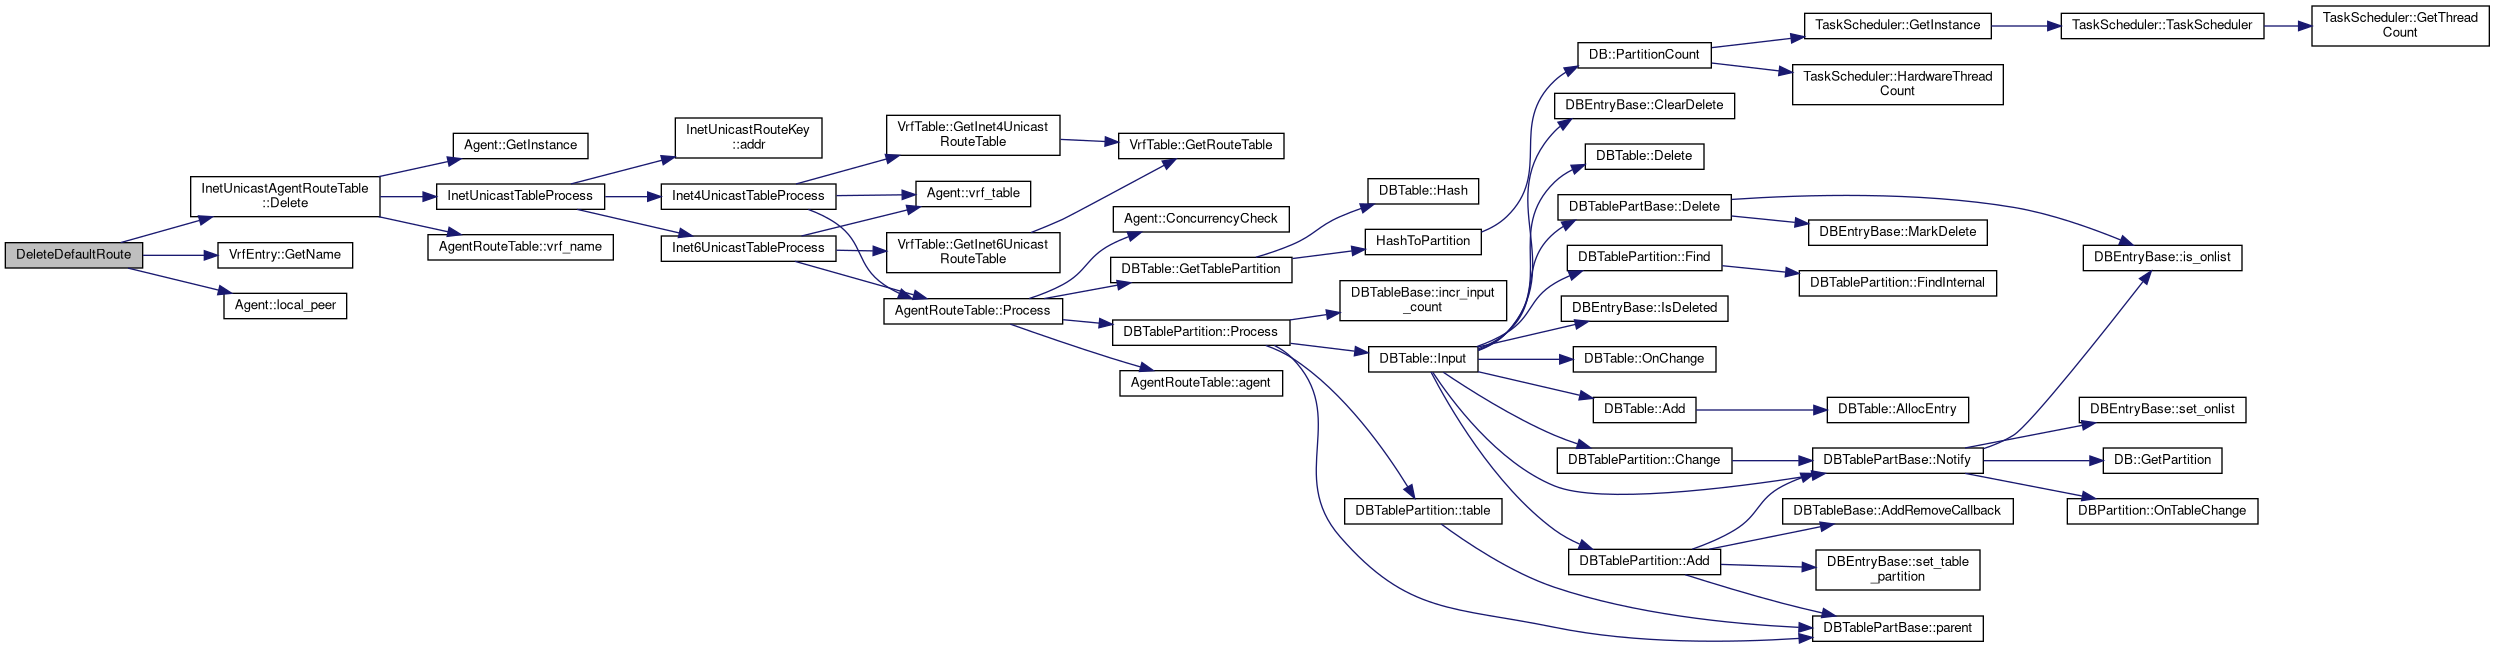 DeleteDefaultRoute
InetUnicastAgentRouteTable
::Delete
VrfEntry::GetName
Agent::local_peer
Agent::GetInstance
InetUnicastTableProcess
AgentRouteTable::vrf_name
InetUnicastRouteKey
::addr
Inet4UnicastTableProcess
Inet6UnicastTableProcess
VrfTable::GetInet4Unicast
RouteTable
Agent::vrf_table
VrfTable::GetInet6Unicast
RouteTable
AgentRouteTable::Process
VrfTable::GetRouteTable
Agent::ConcurrencyCheck
DBTable::GetTablePartition
DBTablePartition::Process
AgentRouteTable::agent
DBTable::Hash
HashToPartition
DBTableBase::incr_input
_count
DBTable::Input
DBTablePartition::table
DB::PartitionCount
DBEntryBase::ClearDelete
DBTable::Delete
DBTablePartBase::Delete
DBTablePartition::Find
DBEntryBase::IsDeleted
DBTable::OnChange
DBTable::Add
DBTablePartition::Change
DBTablePartition::Add
TaskScheduler::GetInstance
TaskScheduler::HardwareThread
Count
DBEntryBase::MarkDelete
DBTablePartition::FindInternal
DBTable::AllocEntry
DBTablePartBase::Notify
DBTableBase::AddRemoveCallback
DBEntryBase::set_table
_partition
DBTablePartBase::parent
TaskScheduler::TaskScheduler
DBEntryBase::is_onlist
DBEntryBase::set_onlist
DB::GetPartition
DBPartition::OnTableChange
TaskScheduler::GetThread
Count